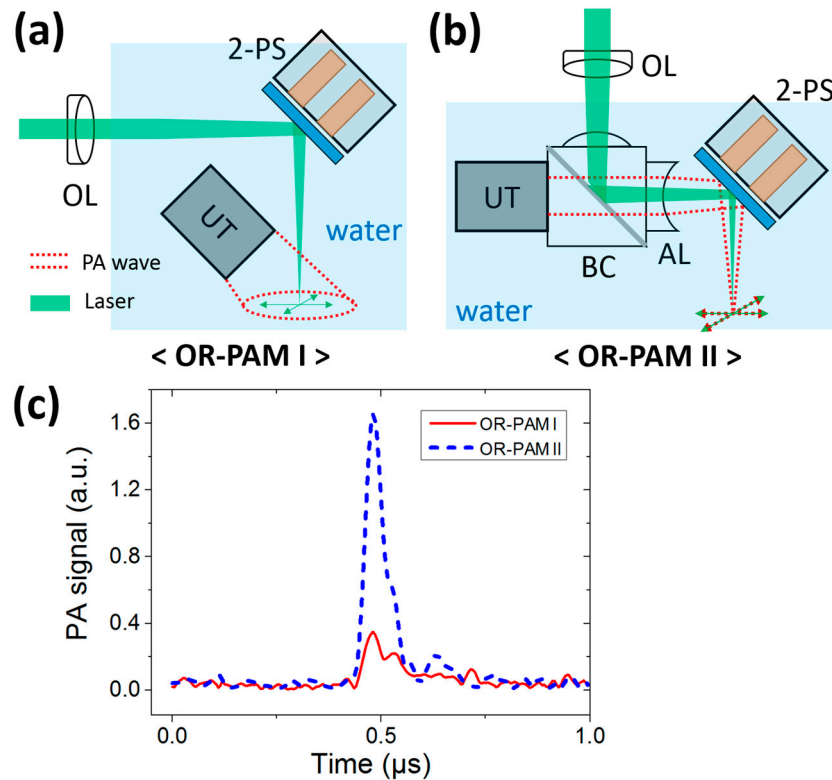 (a)
2-PS
OL
UT
water
PA wave
Laser
< OR-PAM I >
(b)
OL
2-PS
UT
BC
AL
water
< OR-PAM II >
(c)
PA signal (a.u.)
1.6
1.2
0.8
0.4
0.0
OR-PAM I
OR-PAM II
0.0
0.5
1.0
Time (µs)